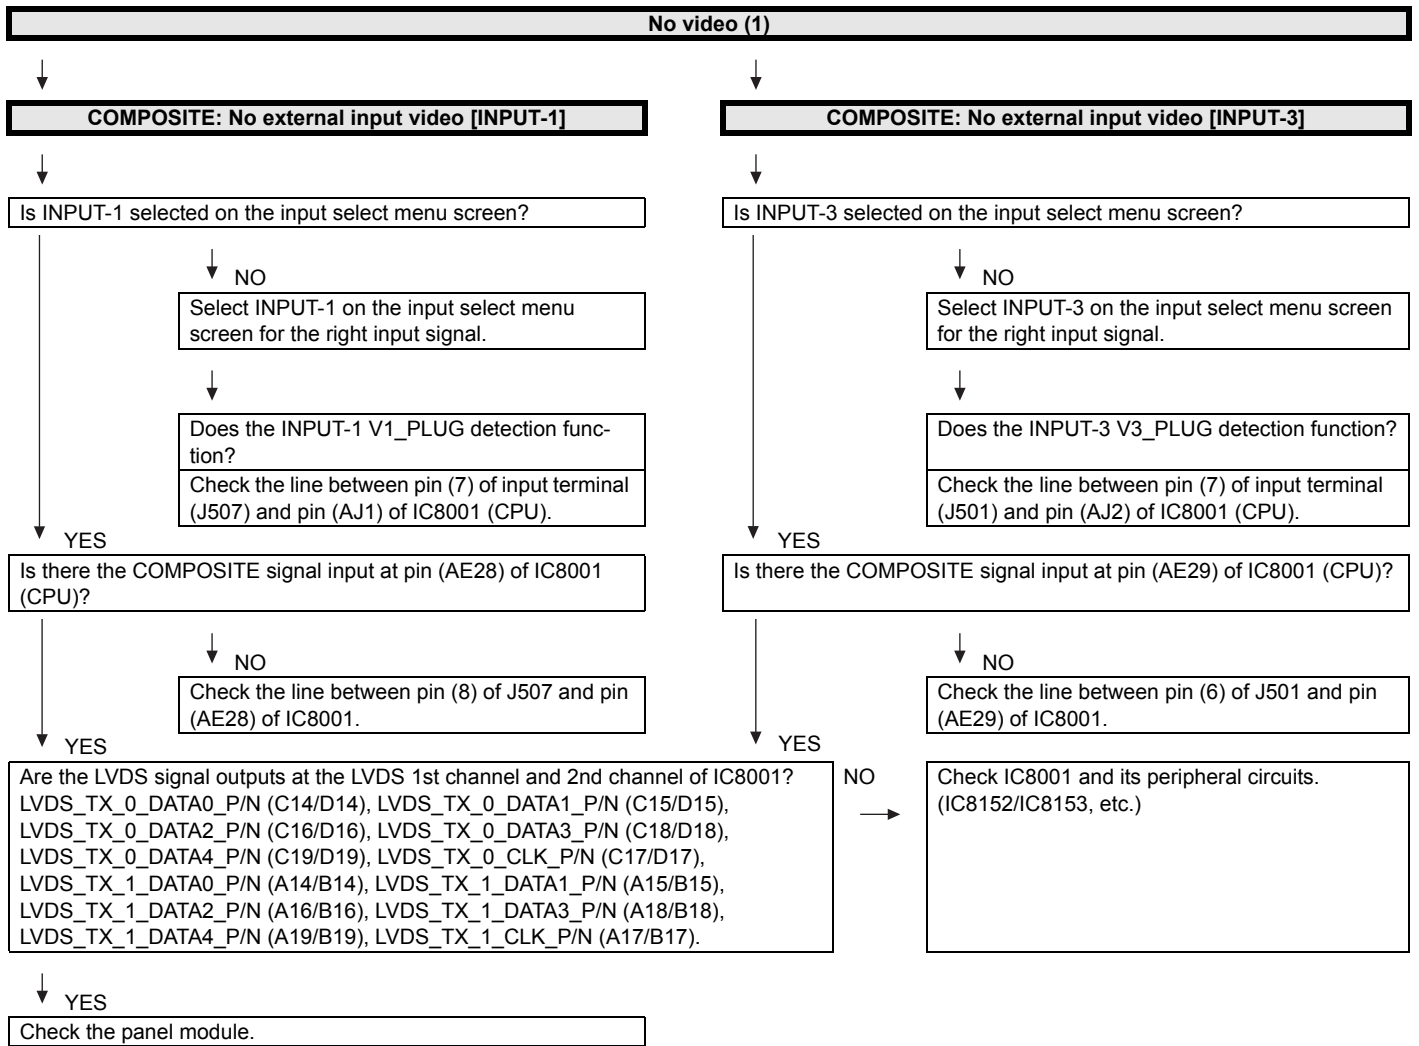 No video (1)
COMPOSITE: No external input video [INPUT-1]
Is INPUT-1 selected on the input select menu screen?
NO
Select INPUT-1 on the input select menu
screen for the right input signal.
Does the INPUT-1 V1_PLUG detection func-
tion?
Check the line between pin (7) of input terminal
(J507) and pin (AJ1) of IC8001 (CPU).
YES
Is there the COMPOSITE signal input at pin (AE28) of IC8001
(CPU)?
NO
Check the line between pin (8) of J507 and pin
(AE28) of IC8001.
YES
COMPOSITE: No external input video [INPUT-3]
Is INPUT-3 selected on the input select menu screen?
NO
Select INPUT-3 on the input select menu screen
for the right input signal.
Does the INPUT-3 V3_PLUG detection function?
Check the line between pin (7) of input terminal
(J501) and pin (AJ2) of IC8001 (CPU).
YES
Is there the COMPOSITE signal input at pin (AE29) of IC8001 (CPU)?
NO
Check the line between pin (6) of J501 and pin
(AE29) of IC8001.
YES
Are the LVDS signal outputs at the LVDS 1st channel and 2nd channel of IC8001?
LVDS_TX_0_DATA0_P/N (C14/D14), LVDS_TX_0_DATA1_P/N (C15/D15),
LVDS_TX_0_DATA2_P/N (C16/D16), LVDS_TX_0_DATA3_P/N (C18/D18),
LVDS_TX_0_DATA4_P/N (C19/D19), LVDS_TX_0_CLK_P/N (C17/D17),
LVDS_TX_1_DATA0_P/N (A14/B14), LVDS_TX_1_DATA1_P/N (A15/B15),
LVDS_TX_1_DATA2_P/N (A16/B16), LVDS_TX_1_DATA3_P/N (A18/B18),
LVDS_TX_1_DATA4_P/N (A19/B19), LVDS_TX_1_CLK_P/N (A17/B17).
NO
Check IC8001 and its peripheral circuits.
(IC8152/IC8153, etc.)
YES
Check the panel module.